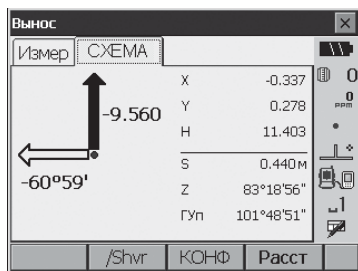 Вынос
Измер СХЕМА
X -0.337
Y 0.278
H 11.403
S 0.440м
Z 83°18'56"
ГУп 101°48'51"
-9.560
-60°59'
0
0
PPM
1
/Shvr КОНФ Расст